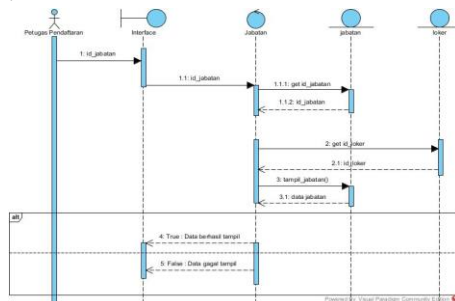 Petugas Pendaftaran
Interface
Jabatan
jabatan
loker
1: id_jabatan
1.1: id_jabatan
1.1.1: get id_jabatan
1.1.2: id_jabatan
2: get id_loker
2.1: id_loker
3: tampil_jabatan()
3.1: data jabatan
alt
4: True : Data berhasil tampil
5: False : Data gagal tampil
Powered By Visual Paradigm Community Edition